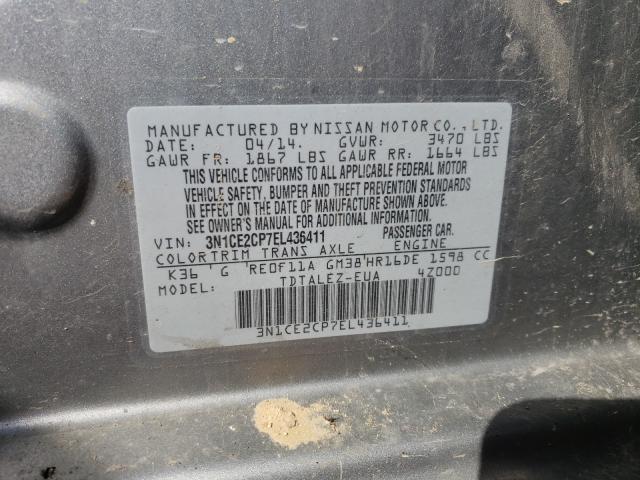 MANUFACTURED BY NISSAN MOTOR CO., LTD.
DATE: 04/14. GVWR: 3470 LBS
GAWR FR: 1867 LBS GAWR RR: 1664 LBS
THIS VEHICLE CONFORMS TO ALL APPLICABLE FEDERAL MOTOR
VEHICLE SAFETY, BUMPER AND THEFT PREVENTION STANDARDS
IN EFFECT ON THE DATE OF MANUFACTURE SHOWN ABOVE.
SEE OWNER'S MANUAL FOR ADDITIONAL INFORMATION.
VIN: 3N1CE2CP7EL436411 PASSENGER CAR.
COLOR TRIM TRANS AXLE ENGINE
K36 G RE0F11A GM38 HR16DE 1598 CC
MODEL: TDTALEZ-EUA 4Z000
3N1CE2CP7EL436411